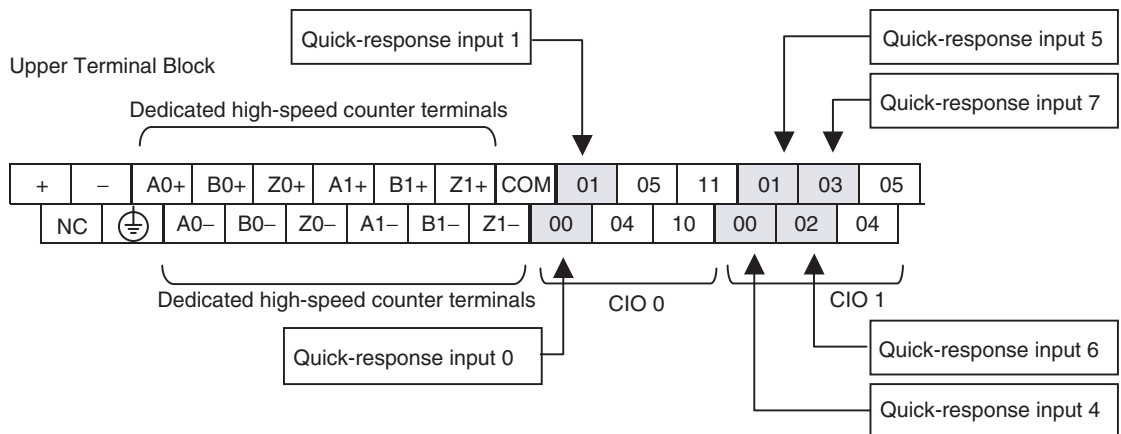 Quick-response input 1
Quick-response input 5
Upper Terminal Block
Quick-response input 7
Dedicated high-speed counter terminals
+ – A0+ B0+ Z0+ A1+ B1+ Z1+ COM 01 05 11 01 03 05
NC A0– B0– Z0– A1– B1– Z1– 00 04 10 00 02 04
Dedicated high-speed counter terminals
CIO 0
CIO 1
Quick-response input 0
Quick-response input 6
Quick-response input 4